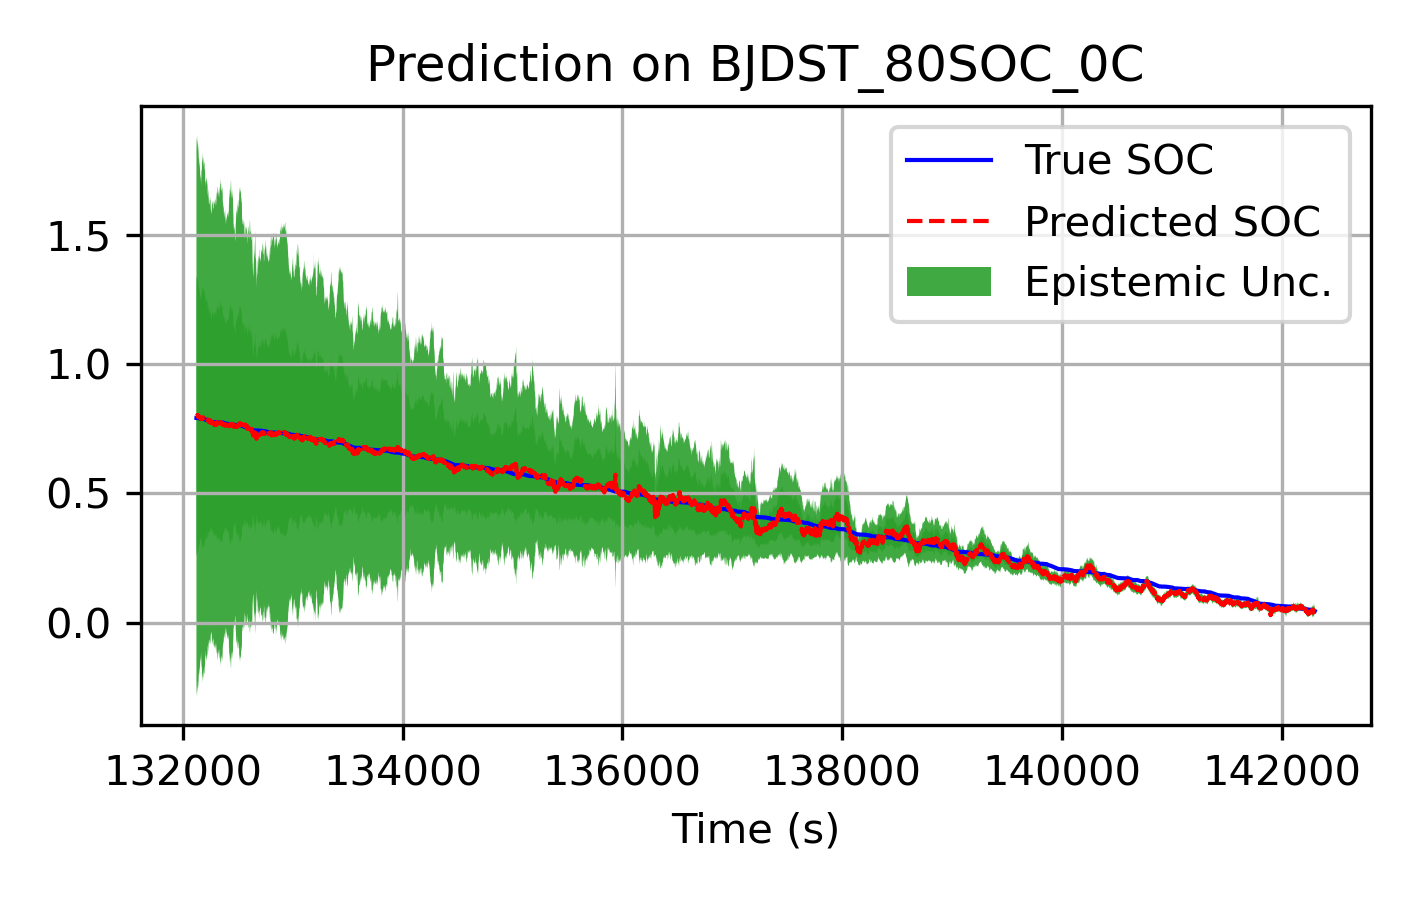 Prediction on BJDST_80SOC_0C
True SOC
Predicted SOC
Epistemic Unc.
1.5
1.0
0.5
0.0
132000 134000 136000 138000 140000 142000
Time (s)